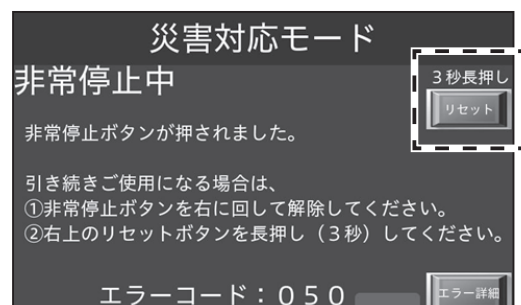 災害対応モード
非常停止中
3秒長押し
リセット
非常停止ボタンが押されました。
引き続きご使用になる場合は、
①非常停止ボタンを右に回して解除してください。
②右上のリセットボタンを長押し（3秒）してください。
エラーコード：050
エラー詳細